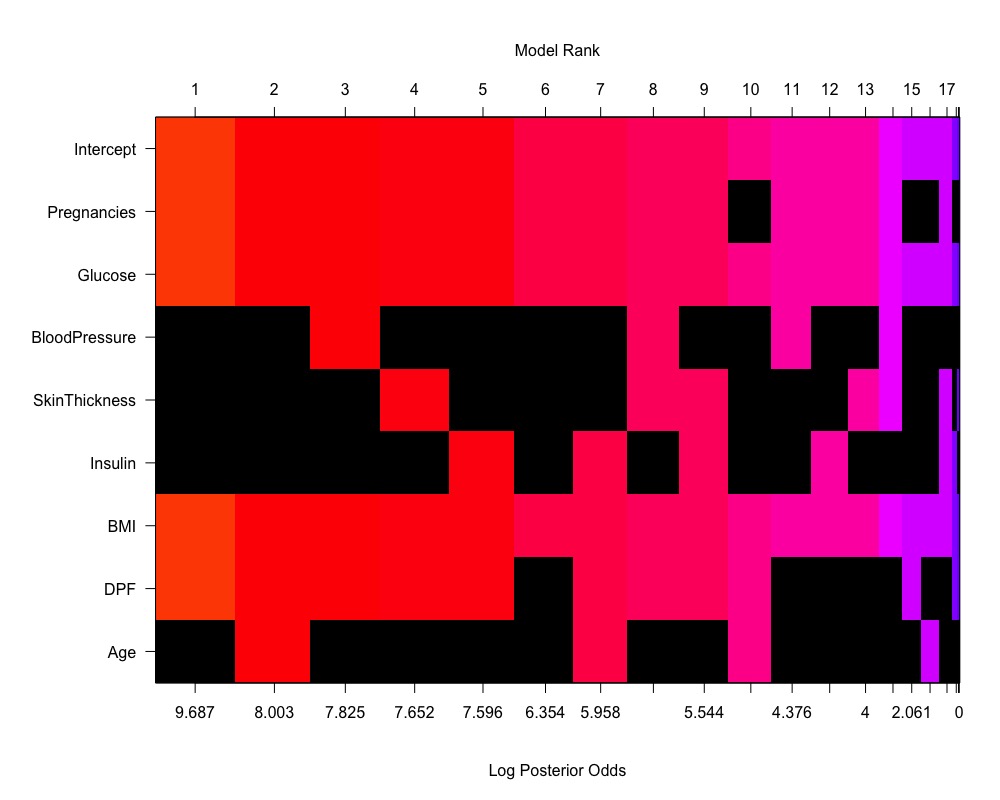 Model Rank
1 2 3 4 5 6 7 8 9 10 11 12 13 15 17
Intercept
Pregnancies
Glucose
BloodPressure
SkinThickness
Insulin
BMI
DPF
Age
9.687 8.003 7.825 7.652 7.596 6.354 5.958 5.544 4.376 4 2.061 0
Log Posterior Odds